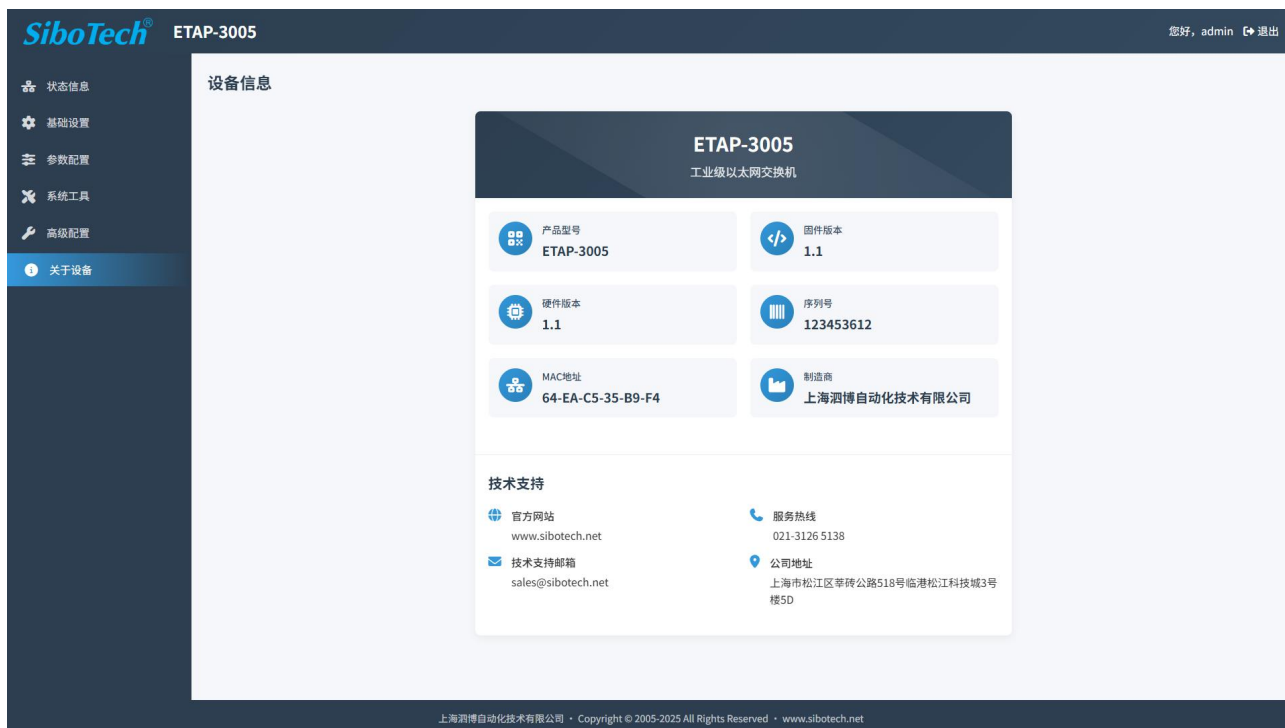 SiboTech® ETAP-3005
您好，admin 退出
状态信息
基础设置
参数配置
系统工具
高级配置
关于设备
设备信息
ETAP-3005
工业级以太网交换机
产品型号
ETAP-3005
固件版本
1.1
硬件版本
1.1
序列号
123453612
MAC地址
64-EA-C5-35-B9-F4
制造商
上海泗博自动化技术有限公司
技术支持
官方网站
www.sibotech.net
服务热线
021-3126 5138
技术支持邮箱
sales@sibotech.net
公司地址
上海市松江区莘砖公路518号临港松江科技城3号
楼5D
上海泗博自动化技术有限公司 · Copyright © 2005-2025 All Rights Reserved · www.sibotech.net